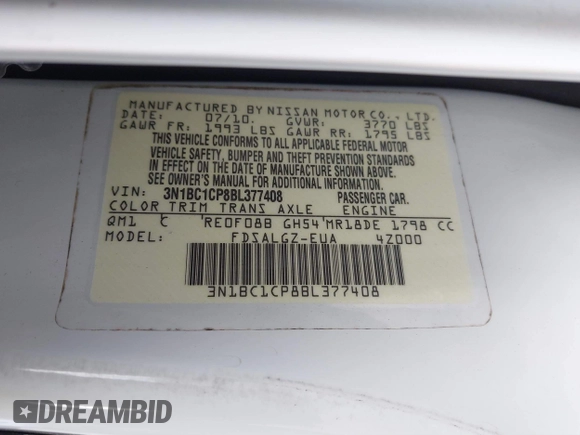 MANUFACTURED BY NISSAN MOTOR CO., LTD.
DATE: 07/10. GVWR: 3770 LBS
GAWR FR: 1993 LBS GAWR RR: 1795 LBS
THIS VEHICLE CONFORMS TO ALL APPLICABLE FEDERAL MOTOR
VEHICLE SAFETY, BUMPER AND THEFT PREVENTION STANDARDS
IN EFFECT ON THE DATE OF MANUFACTURE SHOWN ABOVE.
SEE OWNER'S MANUAL FOR MORE LOADING INFORMATION.
VIN: 3N1BC1CP8BL377408 PASSENGER CAR.
COLOR TRIM TRANS AXLE ENGINE
QM1 C RE0F08B GH54 MR18DE 1798 CC
MODEL: FDSALGZ-EUA 4Z000
3N1BC1CP8BL377408
DREAMBID